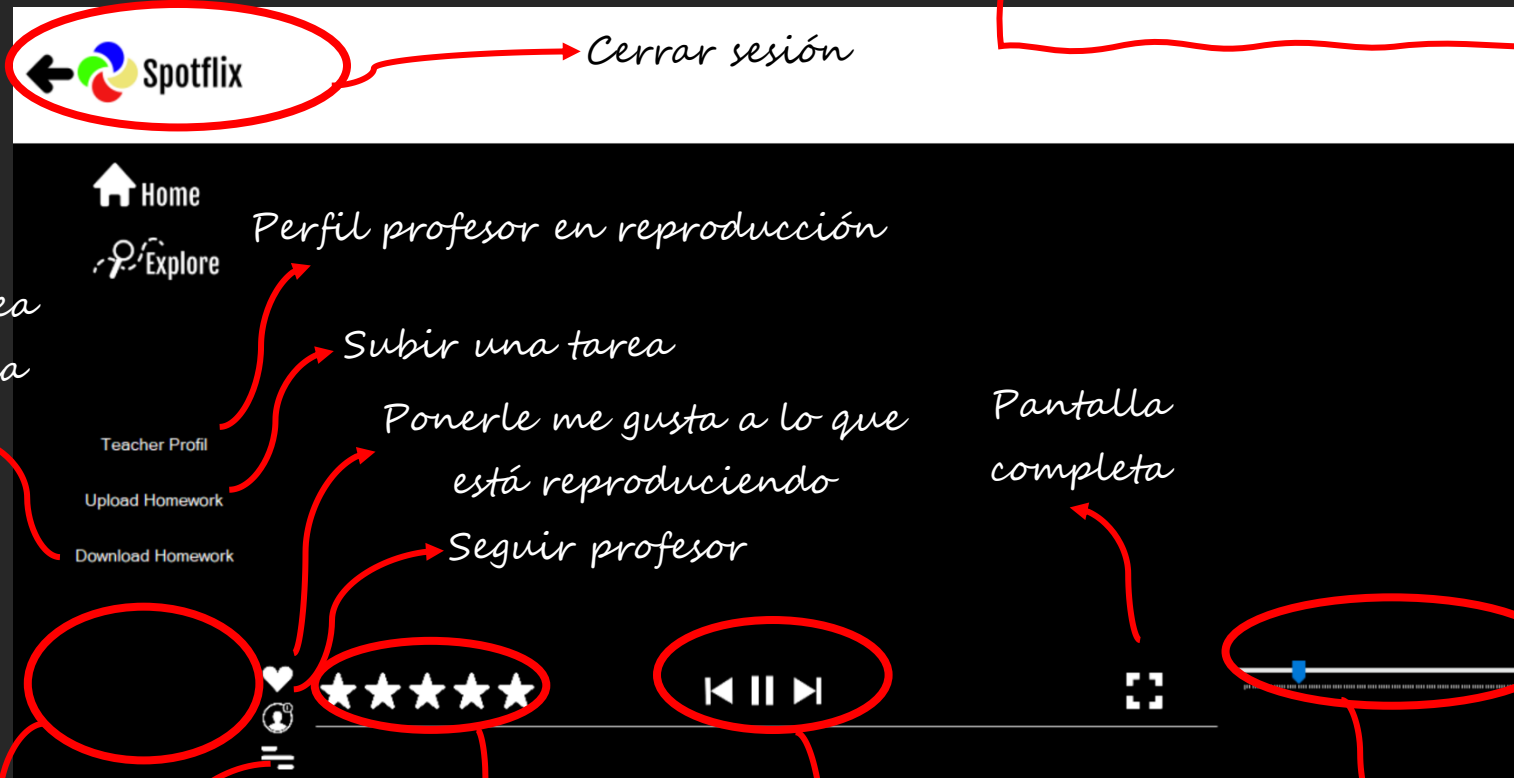 Spotflix
Cerrar sesión
Home
Explore
Perfil profesor en reproducción
Subir una tarea
Ponerle me gusta a lo que
está reproduciendo
Pantalla
completa
Teacher Profil
Upload Homework
Seguir profesor
Download Homework